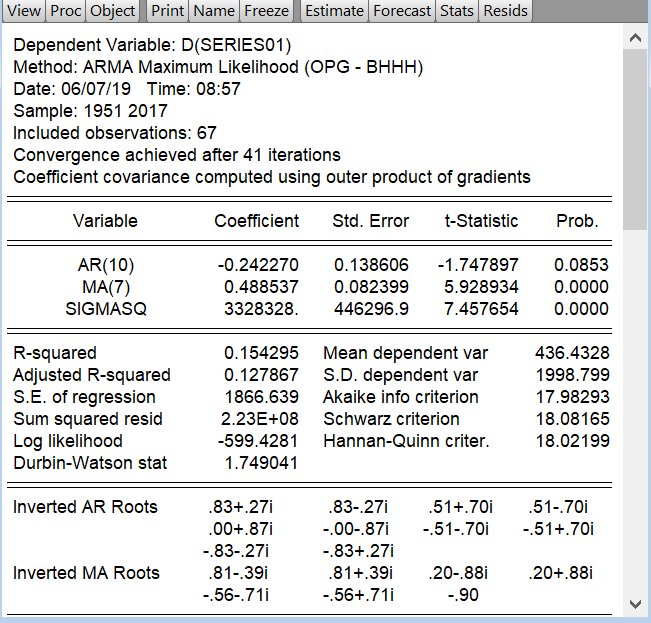 View Proc Object Print Name Freeze Estimate Forecast Stats Resids
Dependent Variable: D(SERIES01)
Method: ARMA Maximum Likelihood (OPG - BHHH)
Date: 06/07/19 Time: 08:57
Sample: 1951 2017
Included observations: 67
Convergence achieved after 41 iterations
Coefficient covariance computed using outer product of gradients
Variable Coefficient Std. Error t-Statistic Prob.
AR(10) -0.242270 0.138606 -1.747897 0.0853
MA(7) 0.488537 0.082399 5.928934 0.0000
SIGMASQ 3328328. 446296.9 7.457654 0.0000
R-squared 0.154295 Mean dependent var 436.4328
Adjusted R-squared 0.127867 S.D. dependent var 1998.799
S.E. of regression 1866.639 Akaike info criterion 17.98293
Sum squared resid 2.23E+08 Schwarz criterion 18.08165
Log likelihood -599.4281 Hannan-Quinn criter. 18.02199
Durbin-Watson stat 1.749041
Inverted AR Roots .83+.27i .83-.27i .51+.70i .51-.70i
.00+.87i -.00-.87i -.51-.70i -.51+.70i
-.83-.27i -.83+.27i
Inverted MA Roots .81-.39i .81+.39i .20-.88i .20+.88i
-.56-.71i -.56+.71i -.90